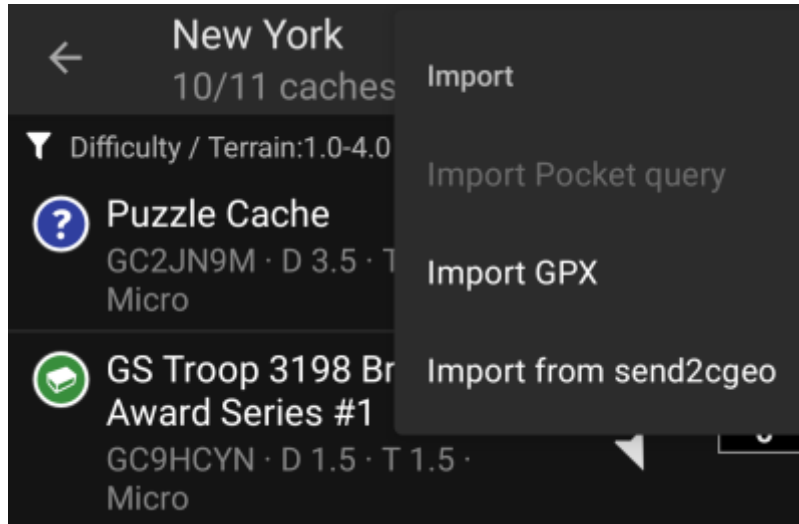 New York
10/11 caches
Difficulty / Terrain:1.0-4.0
Puzzle Cache
GC2JN9M · D 3.5 · T
Micro
GS Troop 3198 Br
Award Series #1
GC9HCYN · D 1.5 · T 1.5 ·
Micro
Import
Import Pocket query
Import GPX
Import from send2cgeo